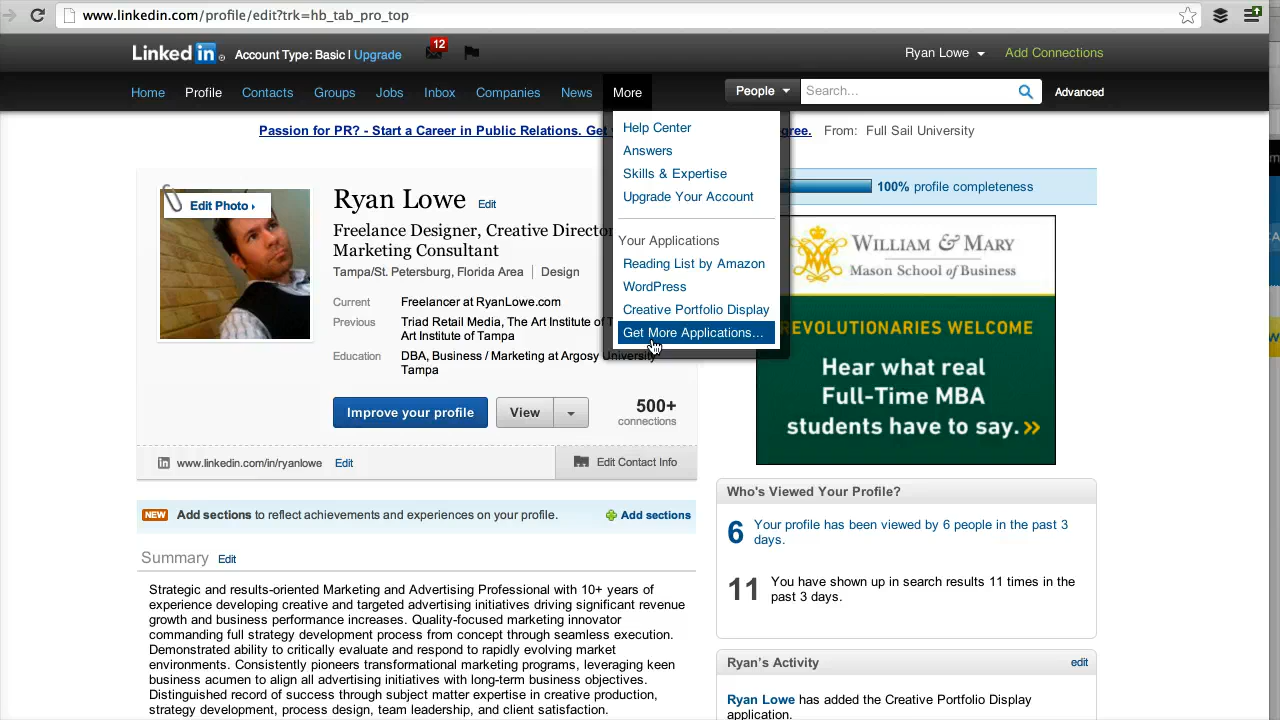 www.linkedin.com/profile/edit?trk=hb_tab_pro_top
Linked in Account Type: Basic | Upgrade 12
Ryan Lowe Add Connections
Home Profile Contacts Groups Jobs Inbox Companies News More
People Search... Advanced
Passion for PR? - Start a Career in Public Relations. Get
gree. From: Full Sail University
Help Center
Answers
Skills & Expertise
Upgrade Your Account
Your Applications
Reading List by Amazon
WordPress
Creative Portfolio Display
Get More Applications...
Edit Photo
Ryan Lowe Edit
Freelance Designer, Creative Director
Marketing Consultant
Tampa/St. Petersburg, Florida Area | Design
Current Freelancer at RyanLowe.com
Previous Triad Retail Media, The Art Institute of
Art Institute of Tampa
Education DBA, Business / Marketing at Argosy University
Tampa
Improve your profile View
500+
connections
www.linkedin.com/in/ryanlowe Edit
Edit Contact Info
NEW Add sections to reflect achievements and experiences on your profile. Add sections
Summary Edit
Strategic and results-oriented Marketing and Advertising Professional with 10+ years of
experience developing creative and targeted advertising initiatives driving significant revenue
growth and business performance increases. Quality-focused marketing innovator
commanding full strategy development process from concept through seamless execution.
Demonstrated ability to critically evaluate and respond to rapidly evolving market
environments. Consistently pioneers transformational marketing programs, leveraging keen
business acumen to align all advertising initiatives with long-term business objectives.
Distinguished record of success through subject matter expertise in creative production,
strategy development, process design, team leadership, and client satisfaction.
100% profile completeness
WILLIAM & MARY
Mason School of Business
REVOLUTIONARIES WELCOME
Hear what real
Full-Time MBA
students have to say.»
Who's Viewed Your Profile?
6 Your profile has been viewed by 6 people in the past 3
days.
11 You have shown up in search results 11 times in the
past 3 days.
Ryan's Activity edit
Ryan Lowe has added the Creative Portfolio Display
application.